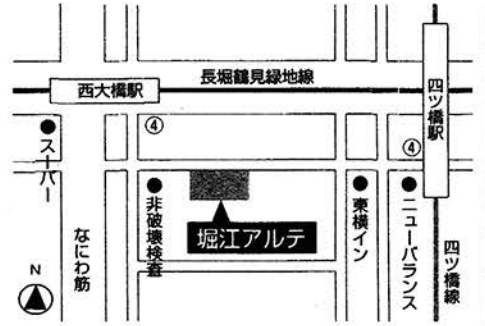 長堀鶴見緑地線
西大橋駅
四ツ橋駅
④
④
スーパー
非破壊検査
堀江アルテ
東横イン
ニューバランス
なにわ筋
四ツ橋線
N